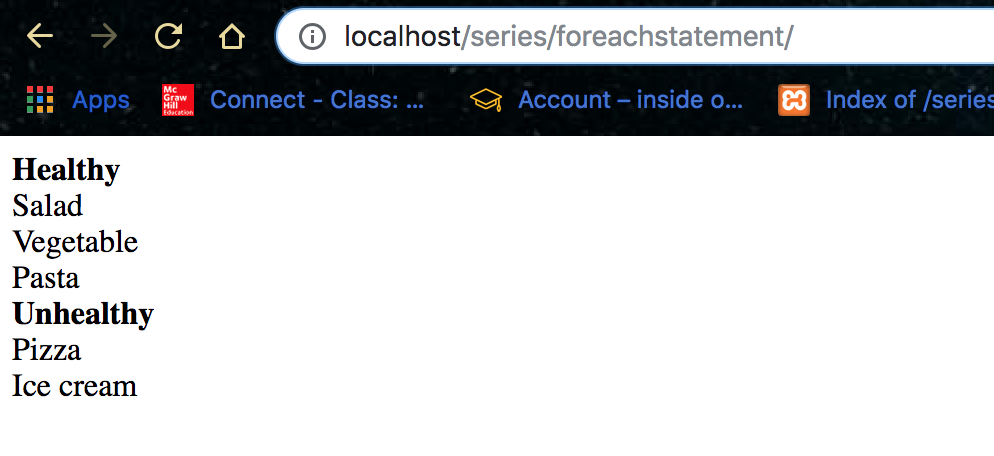 localhost/series/foreachstatement/
Apps Mc Graw Hill Education Connect - Class: ... Account – inside o... Index of /series
Healthy
Salad
Vegetable
Pasta
Unhealthy
Pizza
Ice cream